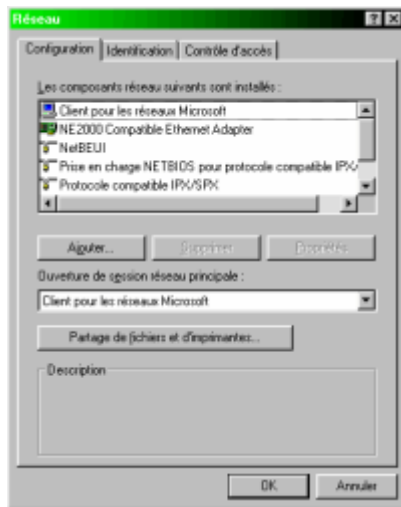 Réseau
Configuration Identification Contrôle d'accès
Les composants réseau suivants sont installés :
Client pour les réseaux Microsoft
NE2000 Compatible Ethernet Adapter
NetBEUI
Prise en charge NETBIOS pour protocole compatible IPX/
Protocole compatible IPX/SPX
Ajouter... Supprimer Propriétés
Ouverture de session réseau principale :
Client pour les réseaux Microsoft
Partage de fichiers et d'imprimantes...
Description
OK Annuler